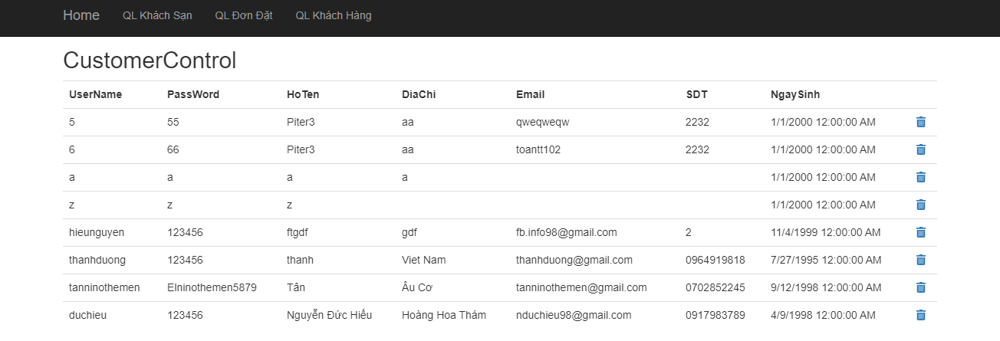 Home QL Khách Sạn QL Đơn Đặt QL Khách Hàng
CustomerControl
UserName PassWord HoTen DiaChi Email SDT NgaySinh
5 55 Piter3 aa qweqweqw 2232 1/1/2000 12:00:00 AM
6 66 Piter3 aa toantt102 2232 1/1/2000 12:00:00 AM
a a a a 1/1/2000 12:00:00 AM
z z z 1/1/2000 12:00:00 AM
hieunguyen 123456 ftgdf gdf fb.info98@gmail.com 2 11/4/1999 12:00:00 AM
thanhduong 123456 thanh Viet Nam thanhduong@gmail.com 0964919818 7/27/1995 12:00:00 AM
tanninothemen Elninothemen5879 Tân Âu Cơ tanninothemen@gmail.com 0702852245 9/12/1998 12:00:00 AM
duchieu 123456 Nguyễn Đức Hiếu Hoàng Hoa Thám nduchieu98@gmail.com 0917983789 4/9/1998 12:00:00 AM